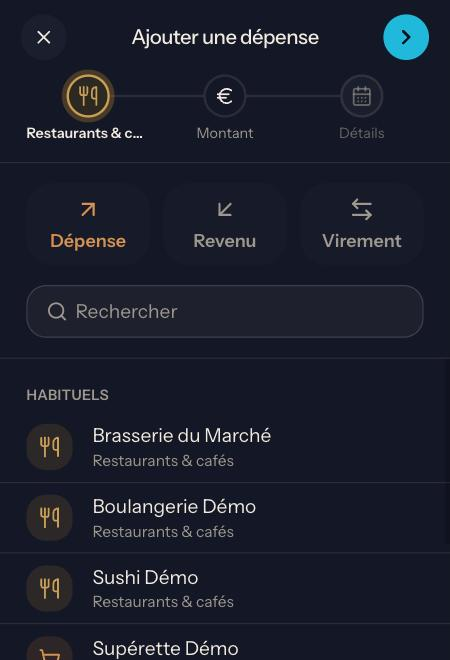 Ajouter une dépense
Restaurants & c...
€
Montant
Détails
Dépense
Revenu
Virement
Rechercher
HABITUELS
Brasserie du Marché
Restaurants & cafés
Boulangerie Démo
Restaurants & cafés
Sushi Démo
Restaurants & cafés
Supérette Démo